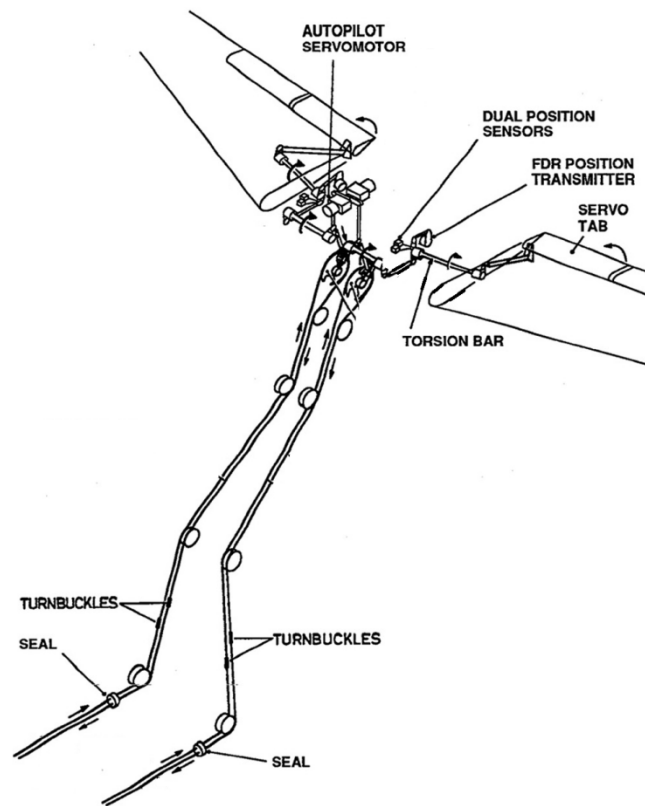 AUTOPILOT
SERVOMOTOR
DUAL POSITION
SENSORS
FDR POSITION
TRANSMITTER
SERVO
TAB
TORSION BAR
TURNBUCKLES
SEAL
TURNBUCKLES
SEAL